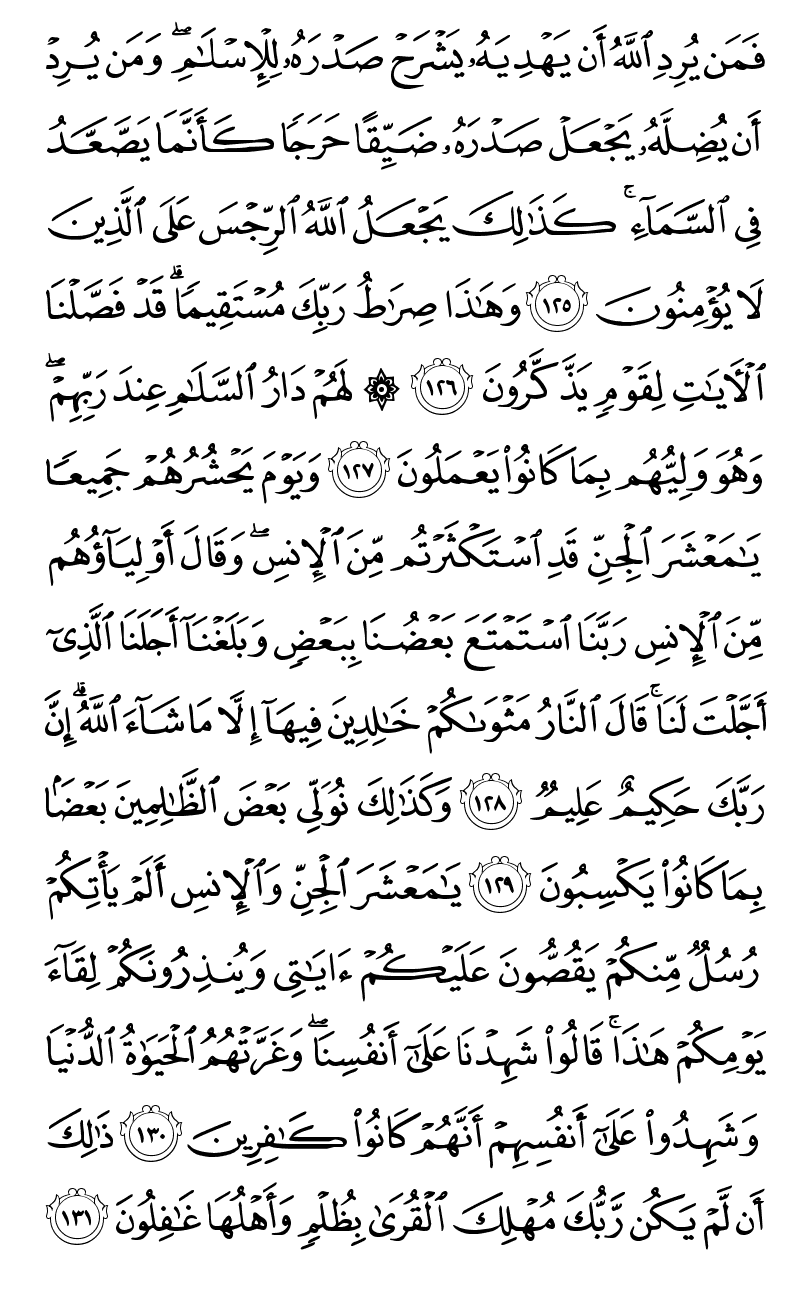 فَمَن يُرِدِ ٱللَّهُ أَن يَهۡدِيَهُۥ يَشۡرَحۡ صَدۡرَهُۥ لِلۡإِسۡلَٰمِۖ وَمَن يُرِدۡ
أَن يُضِلَّهُۥ يَجۡعَلۡ صَدۡرَهُۥ ضَيِّقًا حَرَجٗا كَأَنَّمَا يَصَّعَّدُ
فِي ٱلسَّمَآءِۚ كَذَٰلِكَ يَجۡعَلُ ٱللَّهُ ٱلرِّجۡسَ عَلَى ٱلَّذِينَ
لَا يُؤۡمِنُونَ ١٢٥ وَهَٰذَا صِرَٰطُ رَبِّكَ مُسۡتَقِيمٗاۗ قَدۡ فَصَّلۡنَا
ٱلۡأٓيَٰتِ لِقَوۡمٖ يَذَّكَّرُونَ ١٢٦ ۞ لَهُمۡ دَارُ ٱلسَّلَٰمِ عِندَ رَبِّهِمۡۖ
وَهُوَ وَلِيُّهُم بِمَا كَانُواْ يَعۡمَلُونَ ١٢٧ وَيَوۡمَ يَحۡشُرُهُمۡ جَمِيعٗا
يَٰمَعۡشَرَ ٱلۡجِنِّ قَدِ ٱسۡتَكۡثَرۡتُم مِّنَ ٱلۡإِنسِۖ وَقَالَ أَوۡلِيَآؤُهُم
مِّنَ ٱلۡإِنسِ رَبَّنَا ٱسۡتَمۡتَعَ بَعۡضُنَا بِبَعۡضٖ وَبَلَغۡنَآ أَجَلَنَا ٱلَّذِيٓ
أَجَّلۡتَ لَنَاۚ قَالَ ٱلنَّارُ مَثۡوَىٰكُمۡ خَٰلِدِينَ فِيهَآ إِلَّا مَا شَآءَ ٱللَّهُۗ إِنَّ
رَبَّكَ حَكِيمٌ عَلِيمٞ ١٢٨ وَكَذَٰلِكَ نُوَلِّي بَعۡضَ ٱلظَّٰلِمِينَ بَعۡضَۢا
بِمَا كَانُواْ يَكۡسِبُونَ ١٢٩ يَٰمَعۡشَرَ ٱلۡجِنِّ وَٱلۡإِنسِ أَلَمۡ يَأۡتِكُمۡ
رُسُلٞ مِّنكُمۡ يَقُصُّونَ عَلَيۡكُمۡ ءَايَٰتِي وَيُنذِرُونَكُمۡ لِقَآءَ
يَوۡمِكُمۡ هَٰذَاۚ قَالُواْ شَهِدۡنَا عَلَىٰٓ أَنفُسِنَاۖ وَغَرَّتۡهُمُ ٱلۡحَيَوٰةُ ٱلدُّنۡيَا
وَشَهِدُواْ عَلَىٰٓ أَنفُسِهِمۡ أَنَّهُمۡ كَانُواْ كَٰفِرِينَ ١٣٠ ذَٰلِكَ
أَن لَّمۡ يَكُن رَّبُّكَ مُهۡلِكَ ٱلۡقُرَىٰ بِظُلۡمٖ وَأَهۡلُهَا غَٰفِلُونَ ١٣١